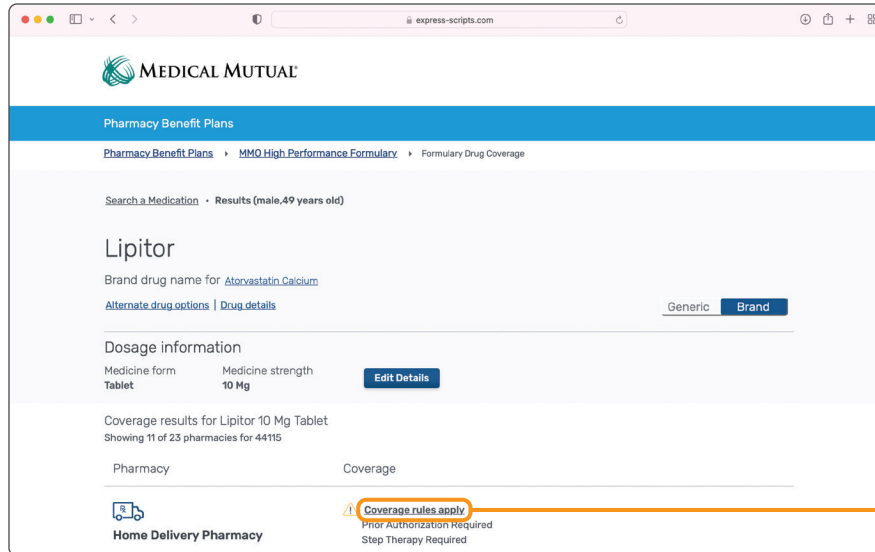 express-scripts.com
MEDICAL MUTUAL®
Pharmacy Benefit Plans
Pharmacy Benefit Plans MMO High Performance Formulary Formulary Drug Coverage
Search a Medication • Results (male,49 years old)
Lipitor
Brand drug name for Atorvastatin Calcium
Alternate drug options | Drug details
Generic Brand
Dosage information
Medicine form Medicine strength
Tablet 10 Mg
Edit Details
Coverage results for Lipitor 10 Mg Tablet
Showing 11 of 23 pharmacies for 44115
Pharmacy Coverage
Coverage rules apply
Prior Authorization Required
Home Delivery Pharmacy
Step Therapy Required